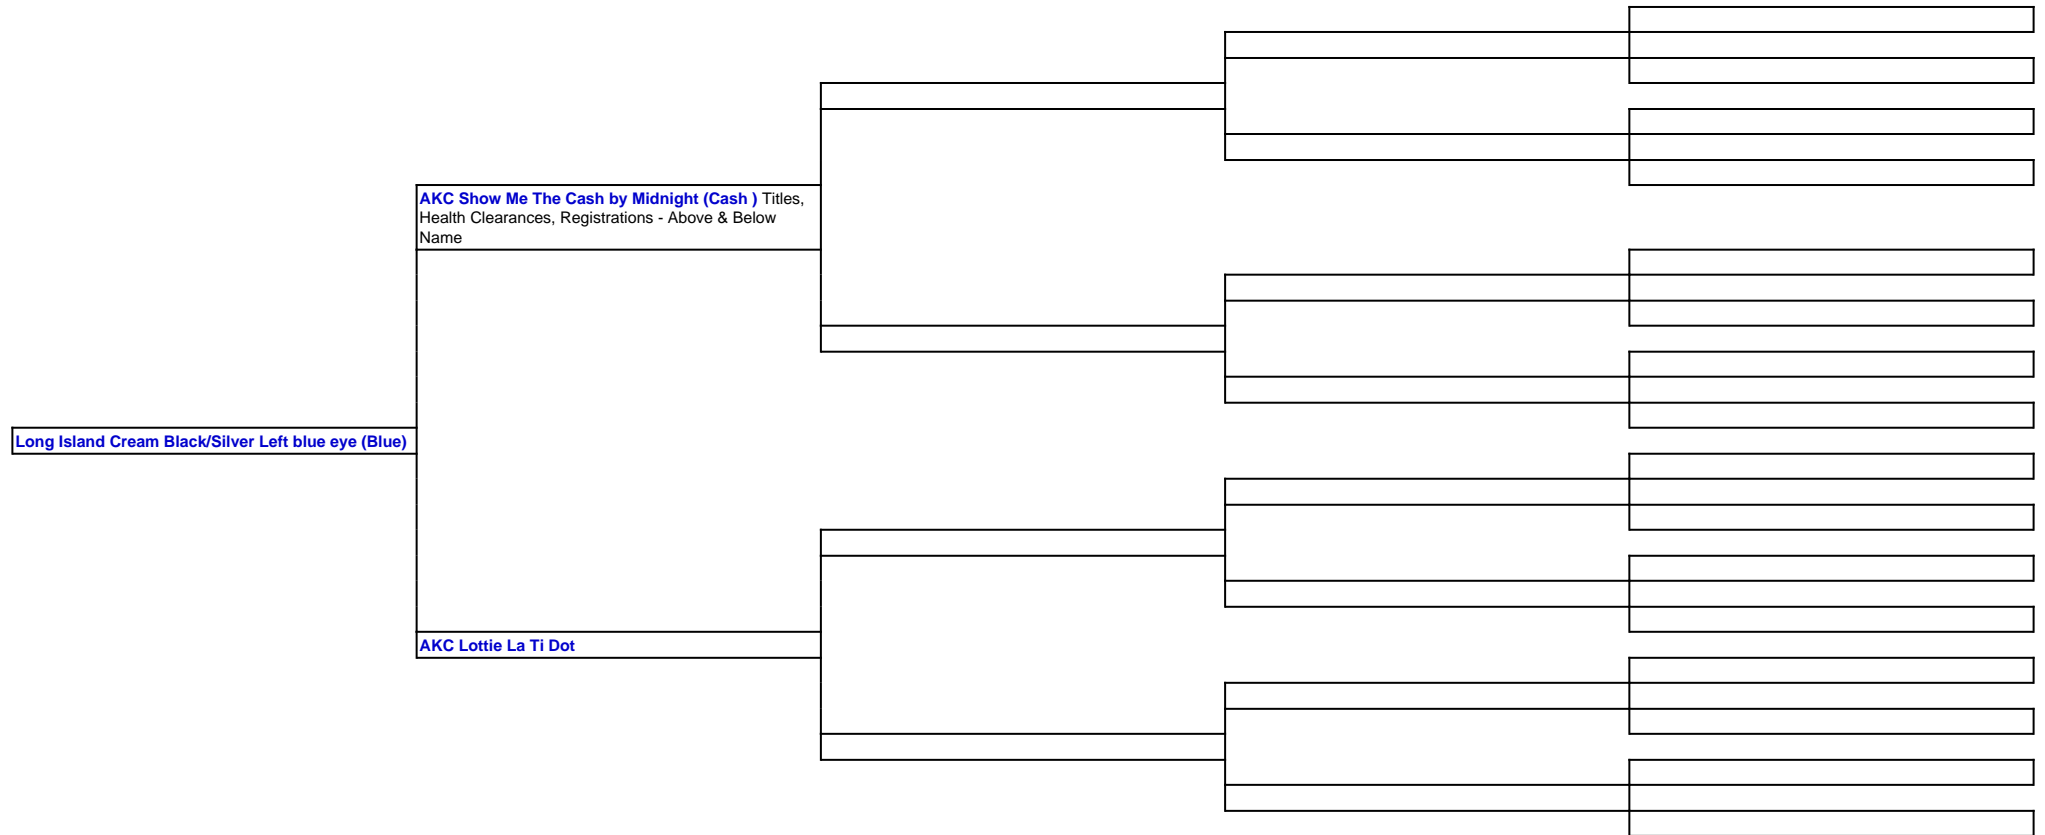 AKC Show Me The Cash by Midnight (Cash ) Titles,
Health Clearances, Registrations - Above & Below
Name
Long Island Cream Black/Silver Left blue eye (Blue)
AKC Lottie La Ti Dot